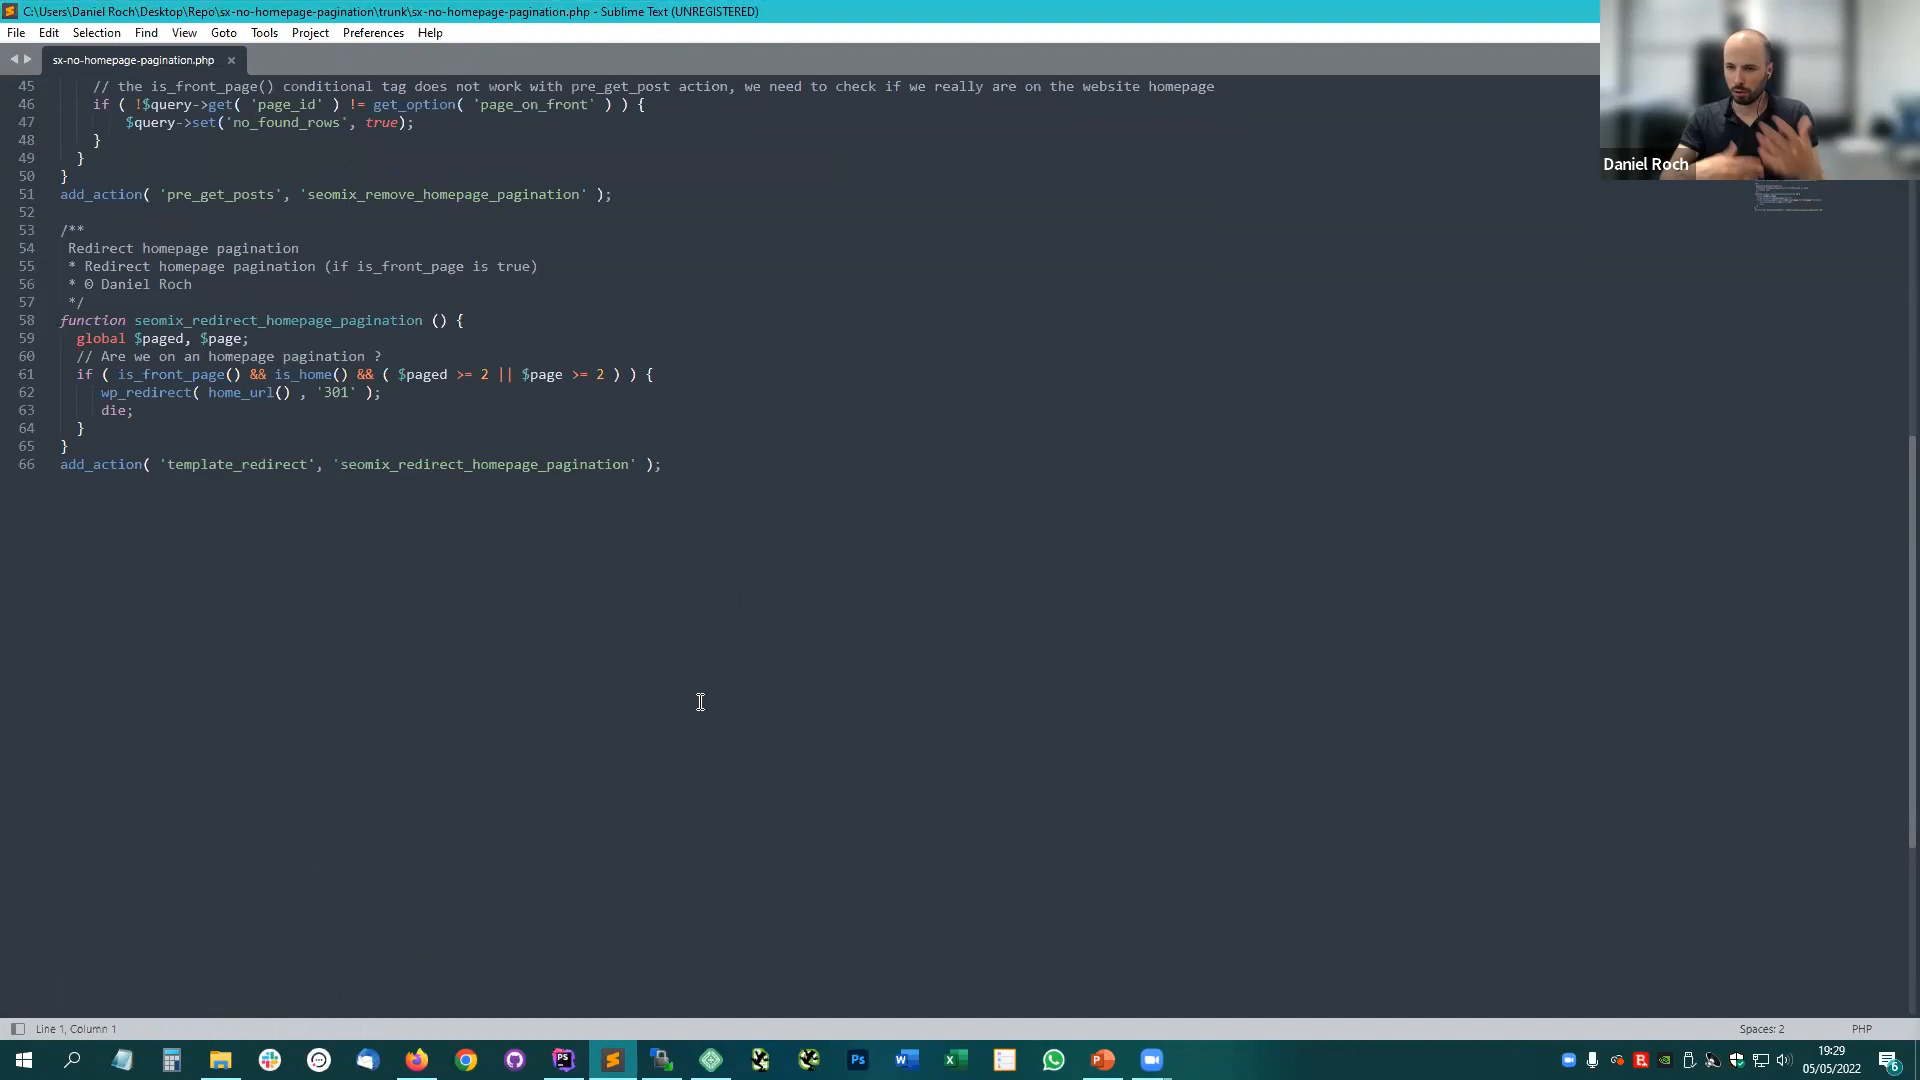 C:\Users\Daniel Roch\Desktop\Repo\sx-no-homepage-pagination\trunk\sx-no-homepage-pagination.php - Sublime Text (UNREGISTERED)
File Edit Selection Find View Goto Tools Project Preferences Help
sx-no-homepage-pagination.php ×
45 // the is_front_page() conditional tag does not work with pre_get_post action, we need to check if we really are on the website homepage
46 if ( !$query->get( 'page_id' ) != get_option( 'page_on_front' ) ) {
47 $query->set('no_found_rows', true);
48 }
49 }
50 }
51 add_action( 'pre_get_posts', 'seomix_remove_homepage_pagination' );
52
53 /**
54 Redirect homepage pagination
55 * Redirect homepage pagination (if is_front_page is true)
56 * © Daniel Roch
57 */
58 function seomix_redirect_homepage_pagination () {
59 global $paged, $page;
60 // Are we on an homepage pagination ?
61 if ( is_front_page() && is_home() && ( $paged >= 2 || $page >= 2 ) ) {
62 wp_redirect( home_url() , '301' );
63 die;
64 }
65 }
66 add_action( 'template_redirect', 'seomix_redirect_homepage_pagination' );
Daniel Roch
Line 1, Column 1
Spaces: 2
PHP
19:29
05/05/2022
6